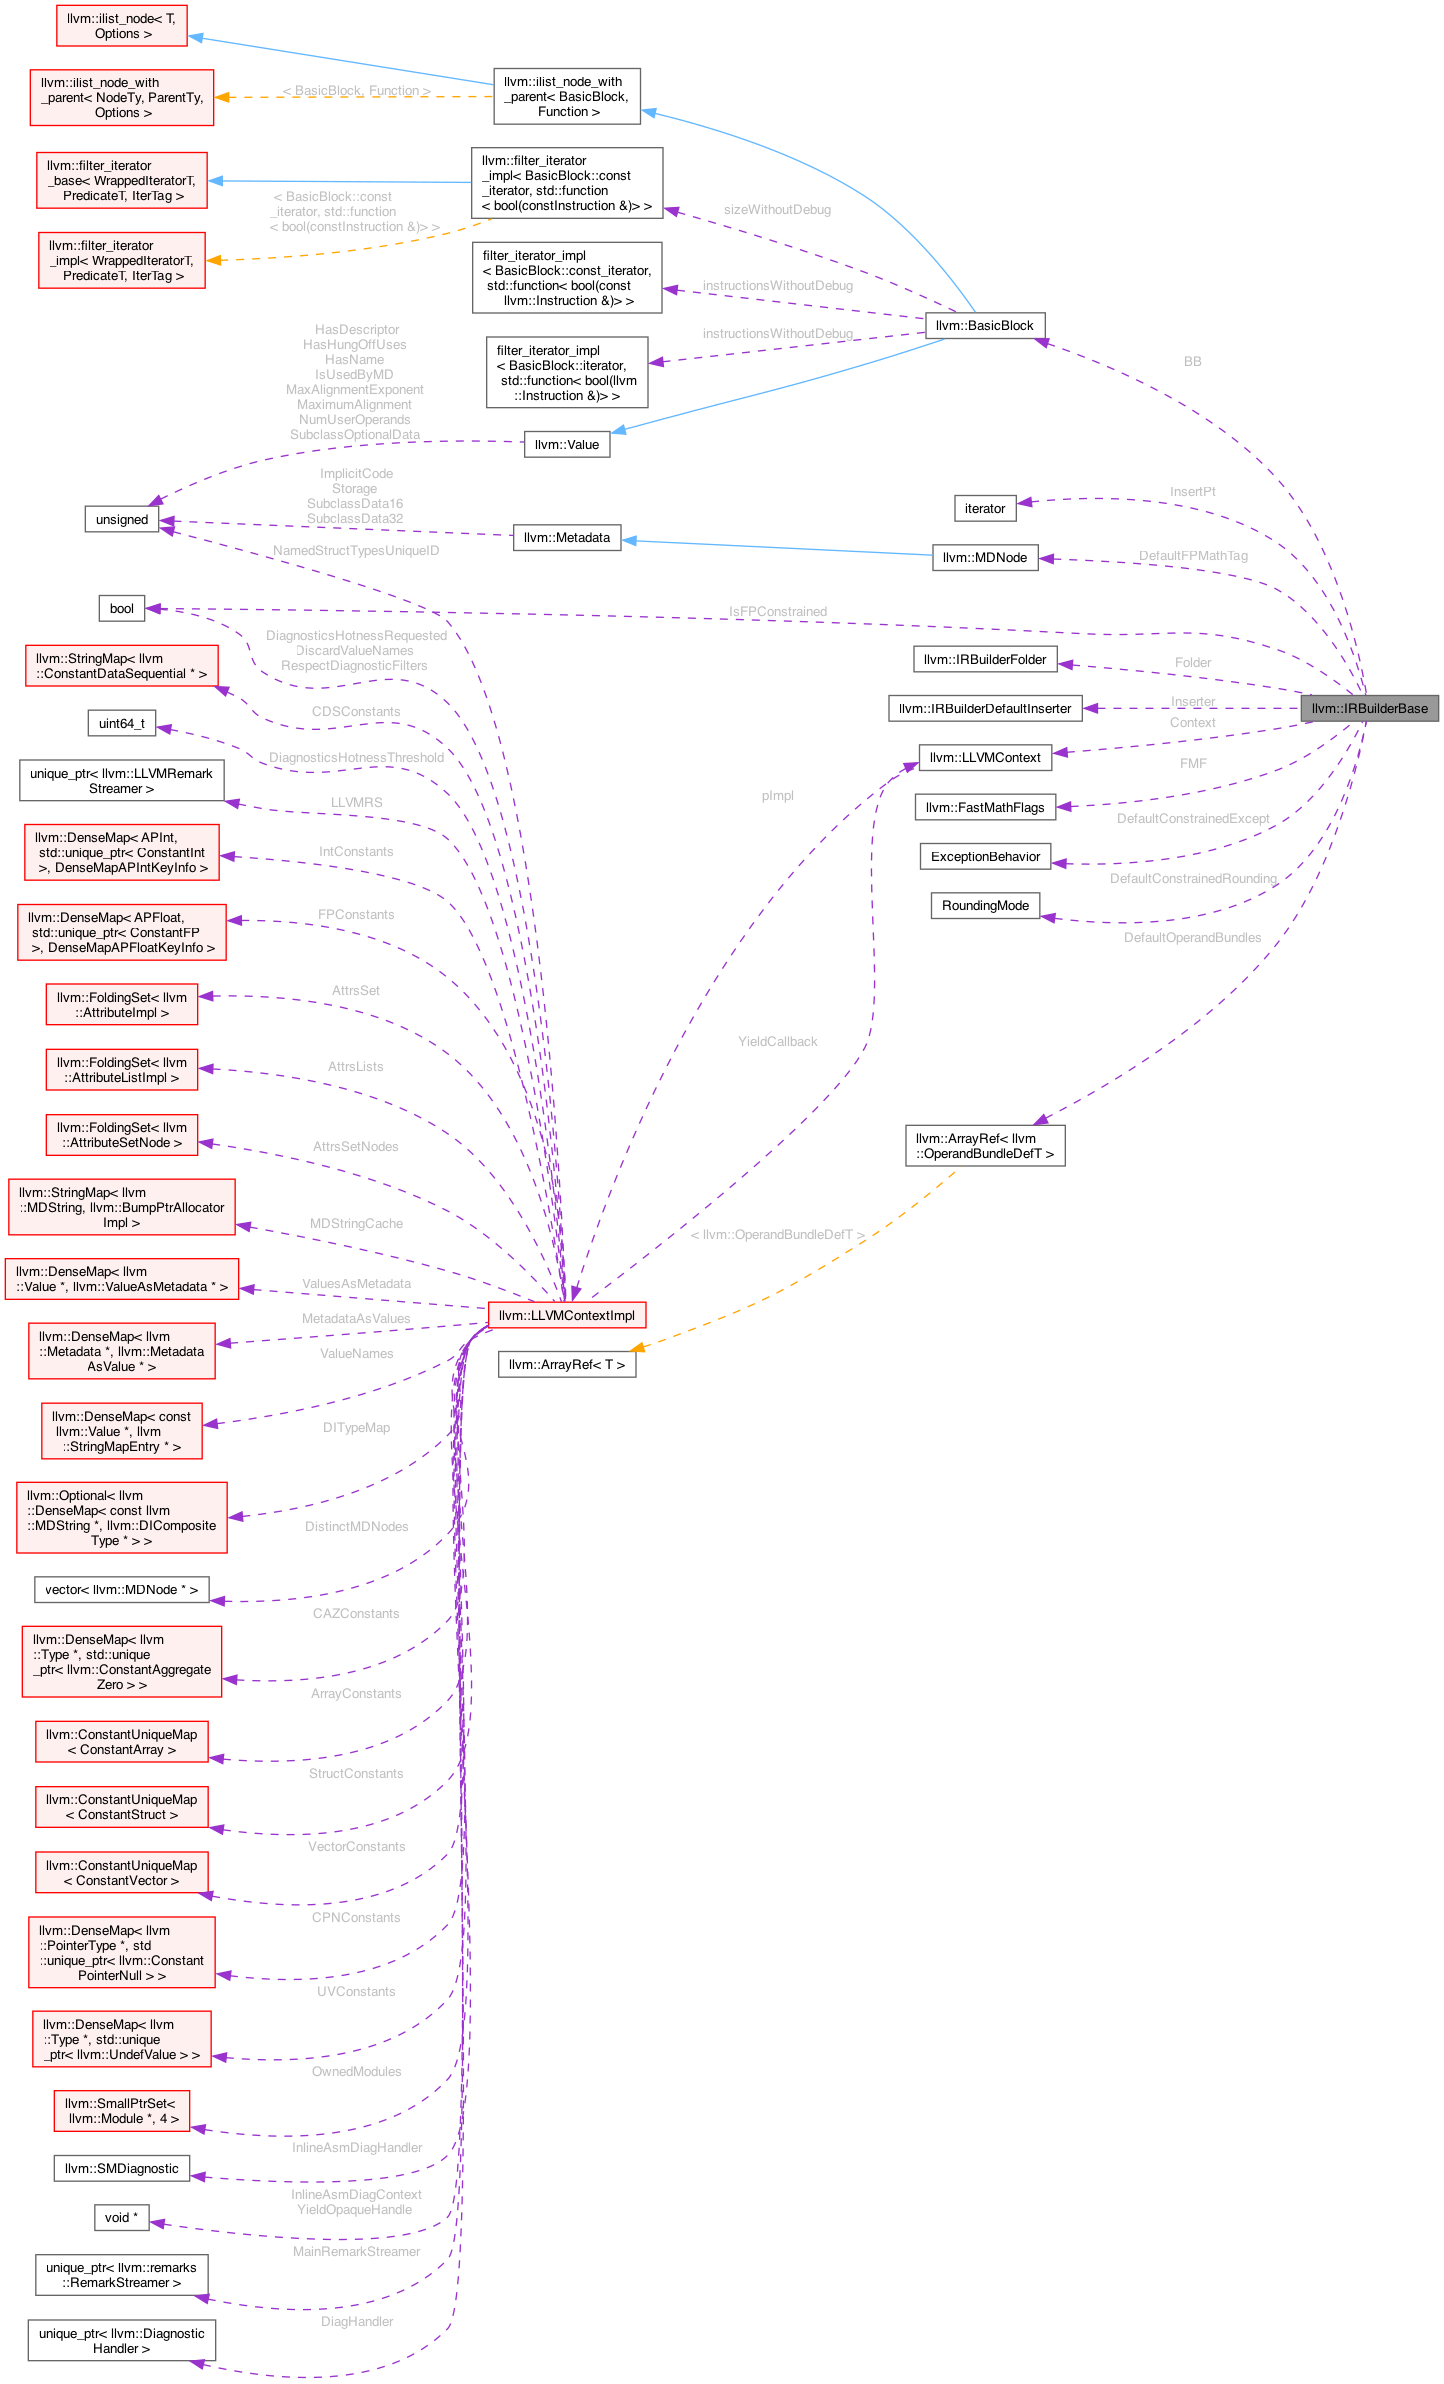 llvm::ilist_node< T,
Options >
llvm::ilist_node_with
_parent< NodeTy, ParentTy,
Options >
< BasicBlock, Function >
llvm::ilist_node_with
_parent< BasicBlock,
Function >
llvm::filter_iterator
_base< WrappedIteratorT,
PredicateT, IterTag >
llvm::filter_iterator
_impl< BasicBlock::const
_iterator, std::function
< bool(constInstruction &)> >
< BasicBlock::const
_iterator, std::function
< bool(constInstruction &)> >
sizeWithoutDebug
llvm::filter_iterator
_impl< WrappedIteratorT,
PredicateT, IterTag >
filter_iterator_impl
< BasicBlock::const_iterator,
std::function< bool(const
llvm::Instruction &)> >
instructionsWithoutDebug
llvm::BasicBlock
instructionsWithoutDebug
filter_iterator_impl
< BasicBlock::iterator,
std::function< bool(llvm
::Instruction &)> >
BB
HasDescriptor
HasHungOffUses
HasName
IsUsedByMD
MaxAlignmentExponent
MaximumAlignment
NumUserOperands
SubclassOptionalData
llvm::Value
ImplicitCode
Storage
SubclassData16
SubclassData32
unsigned
llvm::Metadata
iterator
InsertPt
llvm::MDNode
DefaultFPMathTag
NamedStructTypesUniqueID
bool
IsFPConstrained
DiagnosticsHotnessRequested
DiscardValueNames
RespectDiagnosticFilters
llvm::StringMap< llvm
::ConstantDataSequential * >
llvm::IRBuilderFolder
Folder
CDSConstants
llvm::IRBuilderDefaultInserter
Inserter
llvm::IRBuilderBase
uint64_t
Context
DiagnosticsHotnessThreshold
llvm::LLVMContext
FMF
unique_ptr< llvm::LLVMRemark
Streamer >
LLVMRS
pImpl
llvm::FastMathFlags
DefaultConstrainedExcept
llvm::DenseMap< APInt,
std::unique_ptr< ConstantInt
>, DenseMapAPIntKeyInfo >
IntConstants
ExceptionBehavior
DefaultConstrainedRounding
llvm::DenseMap< APFloat,
std::unique_ptr< ConstantFP
>, DenseMapAPFloatKeyInfo >
FPConstants
RoundingMode
DefaultOperandBundles
llvm::FoldingSet< llvm
::AttributeImpl >
AttrsSet
YieldCallback
llvm::FoldingSet< llvm
::AttributeListImpl >
AttrsLists
llvm::FoldingSet< llvm
::AttributeSetNode >
AttrsSetNodes
llvm::ArrayRef< llvm
::OperandBundleDefT >
llvm::StringMap< llvm
::MDString, llvm::BumpPtrAllocator
Impl >
MDStringCache
< llvm::OperandBundleDefT >
llvm::DenseMap< llvm
::Value *, llvm::ValueAsMetadata * >
ValuesAsMetadata
llvm::LLVMContextImpl
MetadataAsValues
llvm::DenseMap< llvm
::Metadata *, llvm::Metadata
AsValue * >
ValueNames
llvm::ArrayRef< T >
llvm::DenseMap< const
llvm::Value *, llvm
::StringMapEntry * >
DITypeMap
llvm::Optional< llvm
::DenseMap< const llvm
::MDString *, llvm::DIComposite
Type * > >
DistinctMDNodes
vector< llvm::MDNode * >
CAZConstants
llvm::DenseMap< llvm
::Type *, std::unique
_ptr< llvm::ConstantAggregate
Zero > >
ArrayConstants
llvm::ConstantUniqueMap
< ConstantArray >
StructConstants
llvm::ConstantUniqueMap
< ConstantStruct >
VectorConstants
llvm::ConstantUniqueMap
< ConstantVector >
CPNConstants
llvm::DenseMap< llvm
::PointerType *, std
::unique_ptr< llvm::Constant
PointerNull > >
UVConstants
llvm::DenseMap< llvm
::Type *, std::unique
_ptr< llvm::UndefValue > >
OwnedModules
llvm::SmallPtrSet<
llvm::Module *, 4 >
InlineAsmDiagHandler
llvm::SMDiagnostic
InlineAsmDiagContext
YieldOpaqueHandle
void *
MainRemarkStreamer
unique_ptr< llvm::remarks
::RemarkStreamer >
DiagHandler
unique_ptr< llvm::Diagnostic
Handler >